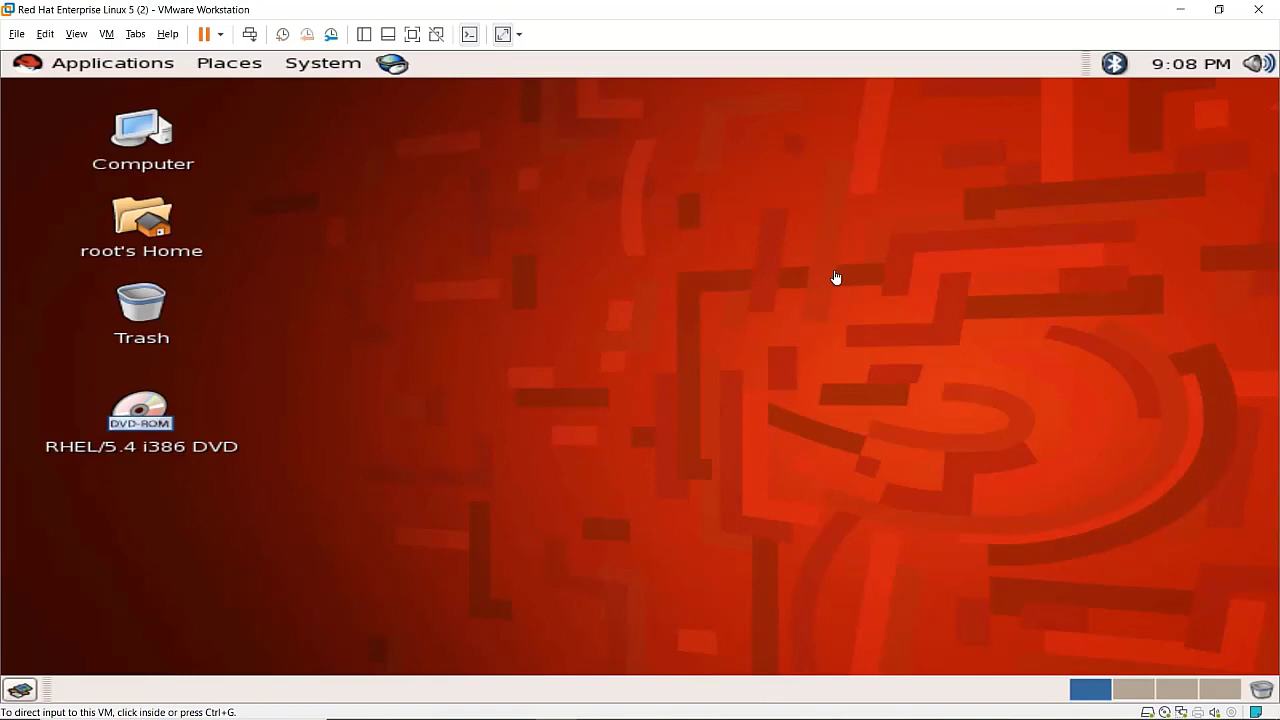 Red Hat Enterprise Linux 5 (2) - VMware Workstation
File Edit View VM Tabs Help
Applications Places System 9:08 PM
Computer
root's Home
Trash
DVD-ROM
RHEL/5.4 i386 DVD
To direct input to this VM, click inside or press Ctrl+G.